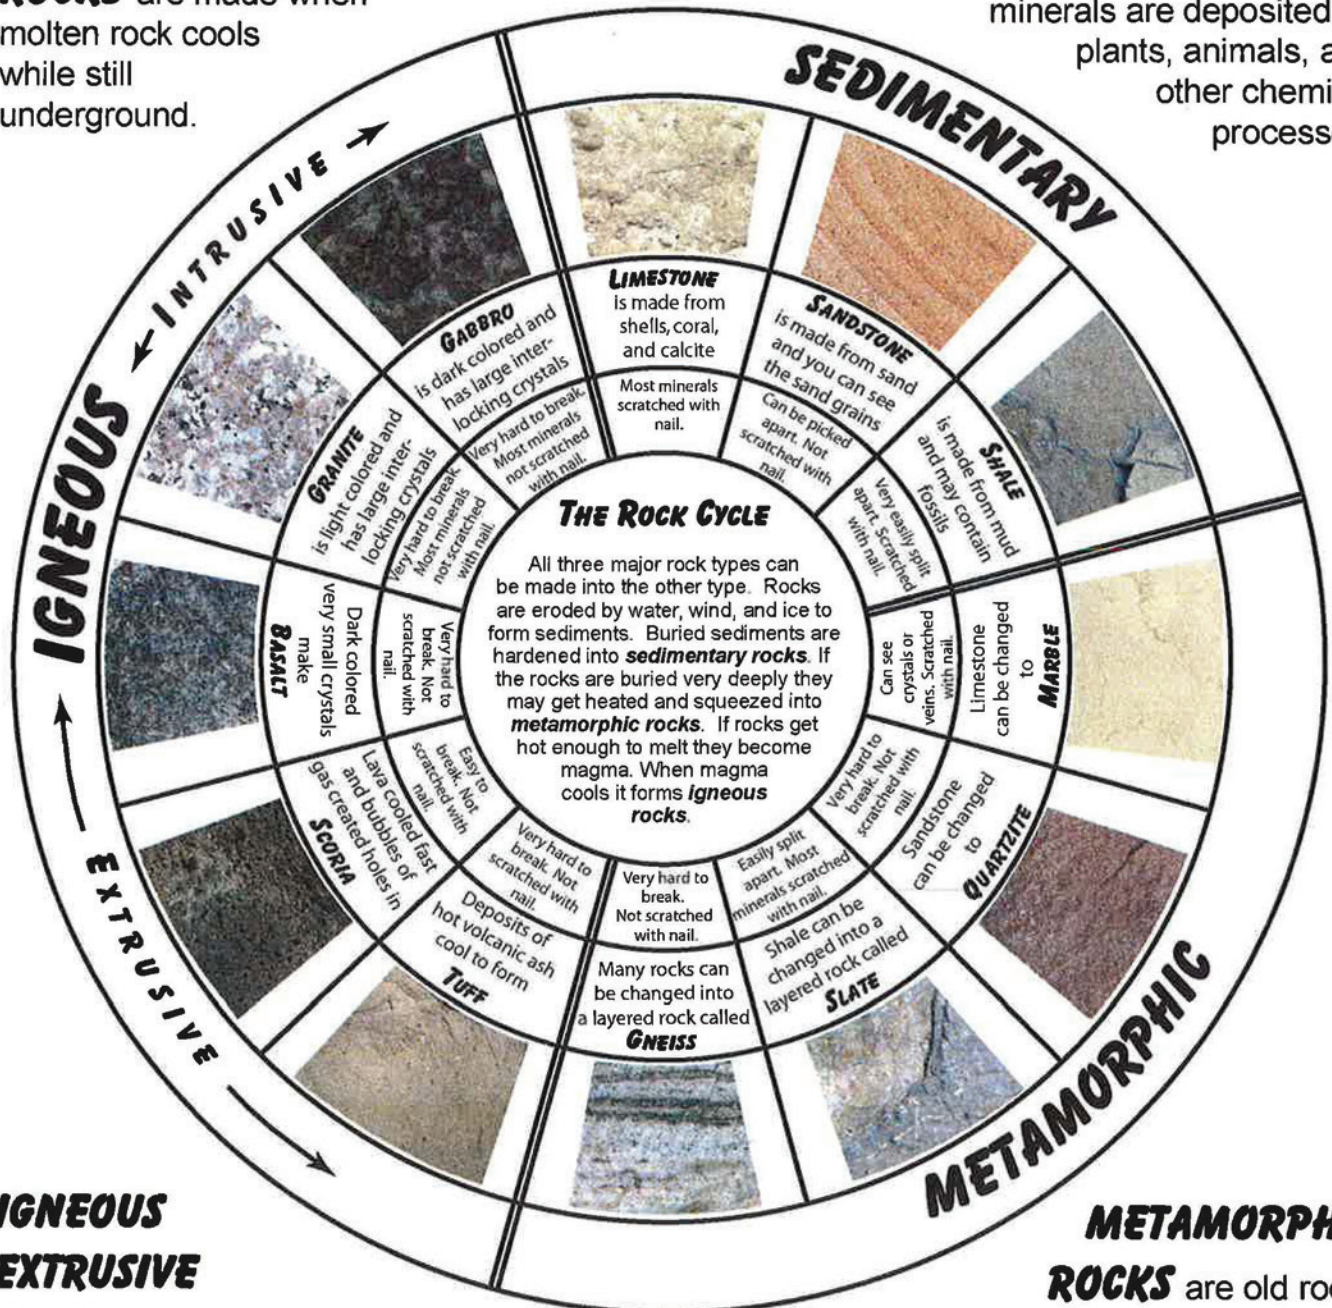 ROCKS are made when
molten rock cools
while still
underground.
minerals are deposited
plants, animals,
other
IGNEOUS
INTRUSIVE
EXTRUSIVE
SEDIMENTARY
METAMORPHIC
LIMESTONE
is made from
shells, coral,
and calcite
Most minerals
scratched with
nail.
SANDSTONE
is made from sand
and you can see
the sand grains
Can be picked
apart. Not
scratched with
nail.
SHALE
is made from mud
and may contain
fossils
Very easily split
apart. Scratched
with nail.
Limestone
can be changed
to
MARBLE
Can see
crystals or
veins. Scratched
with nail.
Sandstone
can be changed
to
QUARTZITE
Very hard to
break. Not
scratched with
nail.
Shale can be
changed into a
layered rock called
SLATE
Easily split
apart. Most
minerals scratched
with nail.
Very hard to
break.
Not scratched
with nail.
Many rocks can
be changed into
a layered rock called
GNEISS
Very hard to
break. Not
scratched with
nail.
Deposits of
hot volcanic ash
cool to form
TUFF
Easy to
break. Not
scratched with
nail.
Lava cooled fast
and bubbles of
gas created holes in
SCORIA
Very hard to
break. Not
scratched with
nail.
Dark colored
very small crystals
make
BASALT
GRANITE
is light colored and
has large inter-
locking crystals
Very hard to break.
Most minerals
not scratched
with nail.
GABBRO
is dark colored and
has large inter-
locking crystals
Very hard to break.
Most minerals
not scratched
with nail.
THE ROCK CYCLE
All three major rock types can
be made into the other type. Rocks
are eroded by water, wind, and ice to
form sediments. Buried sediments are
hardened into sedimentary rocks. If
the rocks are buried very deeply they
may get heated and squeezed into
metamorphic rocks. If rocks get
hot enough to melt they become
magma. When magma
cools it forms igneous
rocks.
IGNEOUS
EXTRUSIVE
ROCKS are old